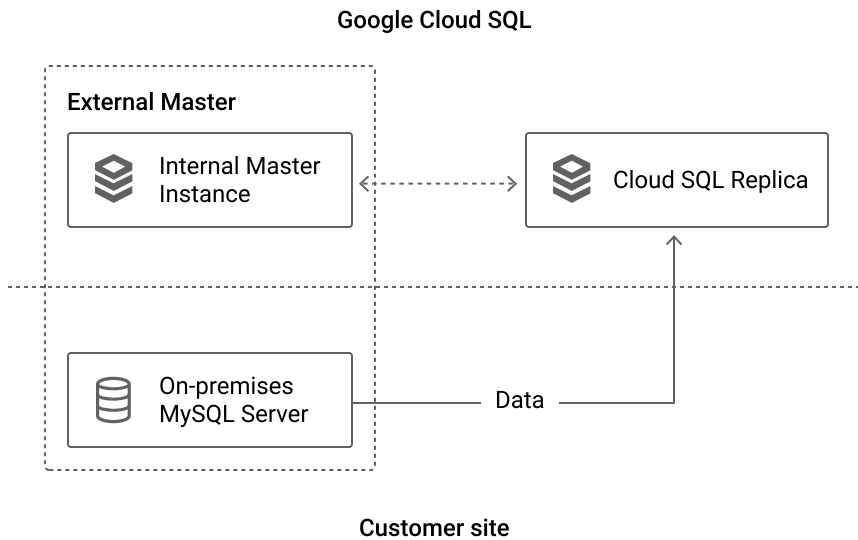 Google Cloud SQL
External Master
Internal Master
Instance
Cloud SQL Replica
On-premises
MySQL Server
Data
Customer site